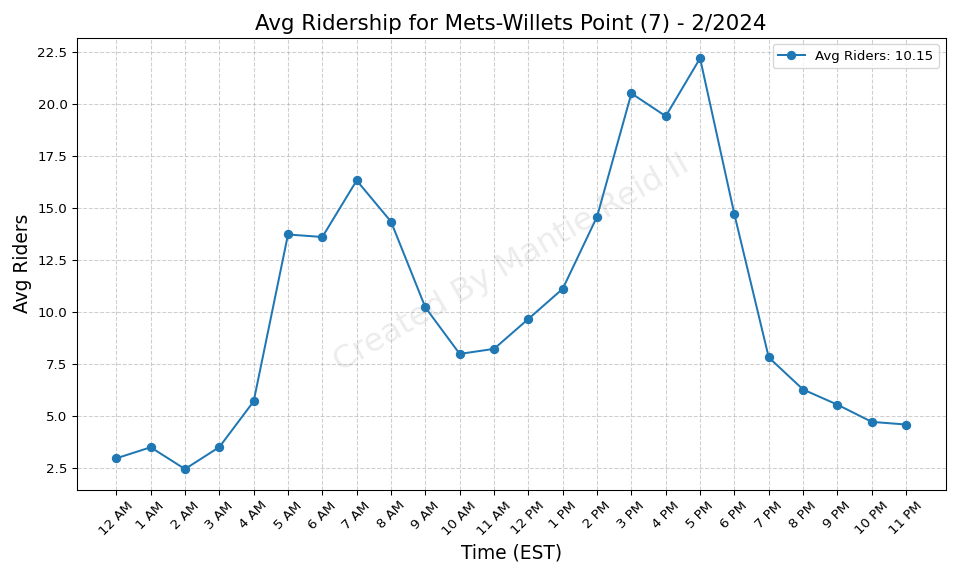 Avg Ridership for Mets-Willets Point (7) - 2/2024
Avg Riders: 10.15
22.5
20.0
17.5
15.0
12.5
10.0
7.5
5.0
2.5
Avg Riders
Created By Mantie Reid II
12 AM
1 AM
2 AM
3 AM
4 AM
5 AM
6 AM
7 AM
8 AM
9 AM
10 AM
11 AM
12 PM
1 PM
2 PM
3 PM
4 PM
5 PM
6 PM
7 PM
8 PM
9 PM
10 PM
11 PM
Time (EST)